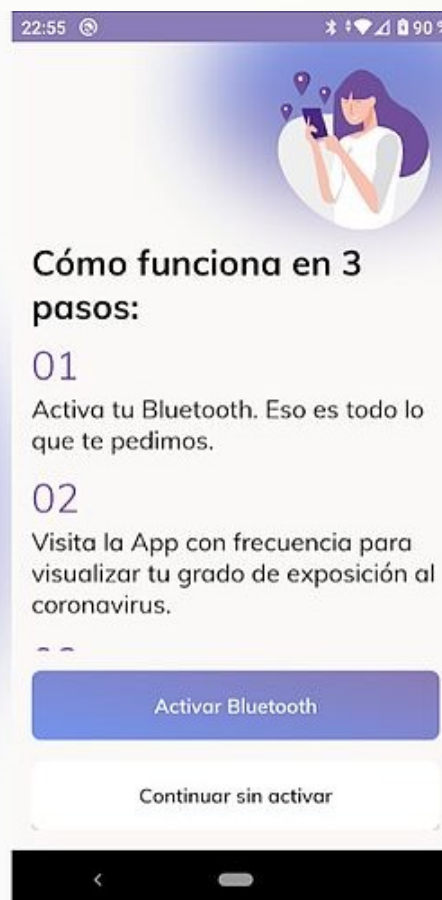 22:55 90 %
Cómo funciona en 3
pasos:
01
Activa tu Bluetooth. Eso es todo lo
que te pedimos.
02
Visita la App con frecuencia para
visualizar tu grado de exposición al
coronavirus.
Activar Bluetooth
Continuar sin activar